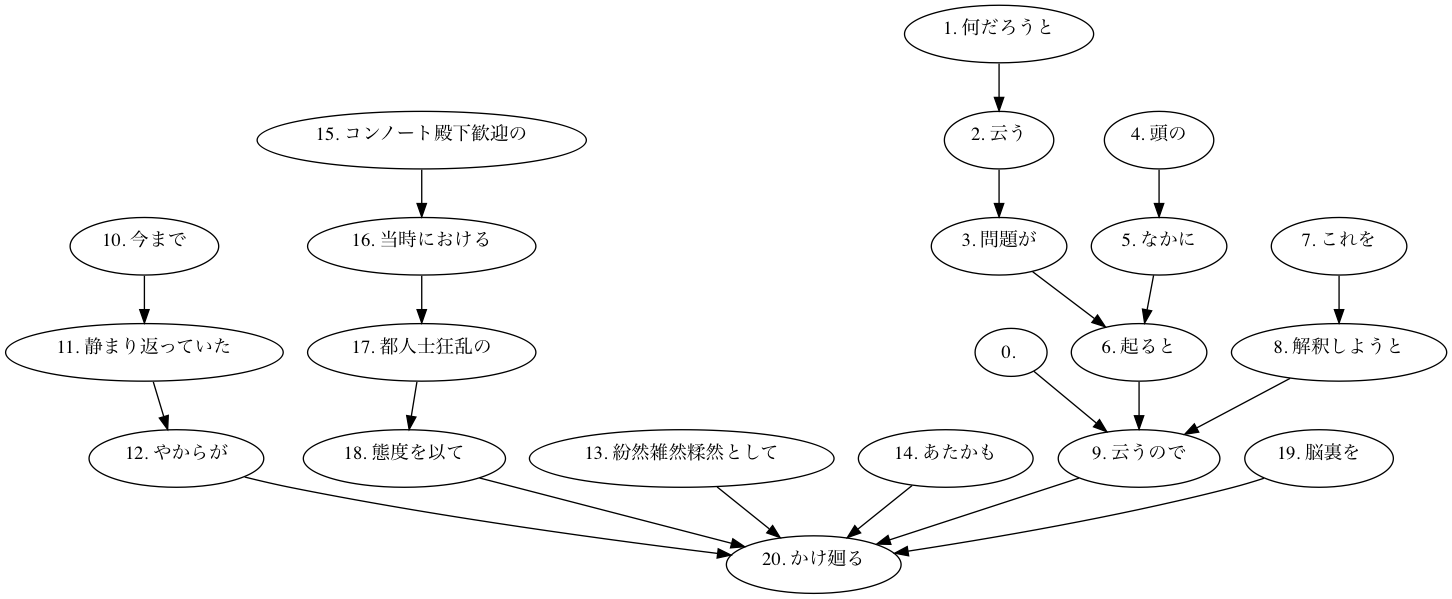 1. 何だろうと
15. コンノート殿下歓迎の
2. 云う
4. 頭の
10. 今まで
16. 当時における
3. 問題が
5. なかに
7. これを
11. 静まり返っていた
17. 都人士狂乱の
0.
6. 起ると
8. 解釈しようと
12. やからが
18. 態度を以て
13. 紛然雑然糅然として
14. あたかも
9. 云うので
19. 脳裏を
20. かけ廻る